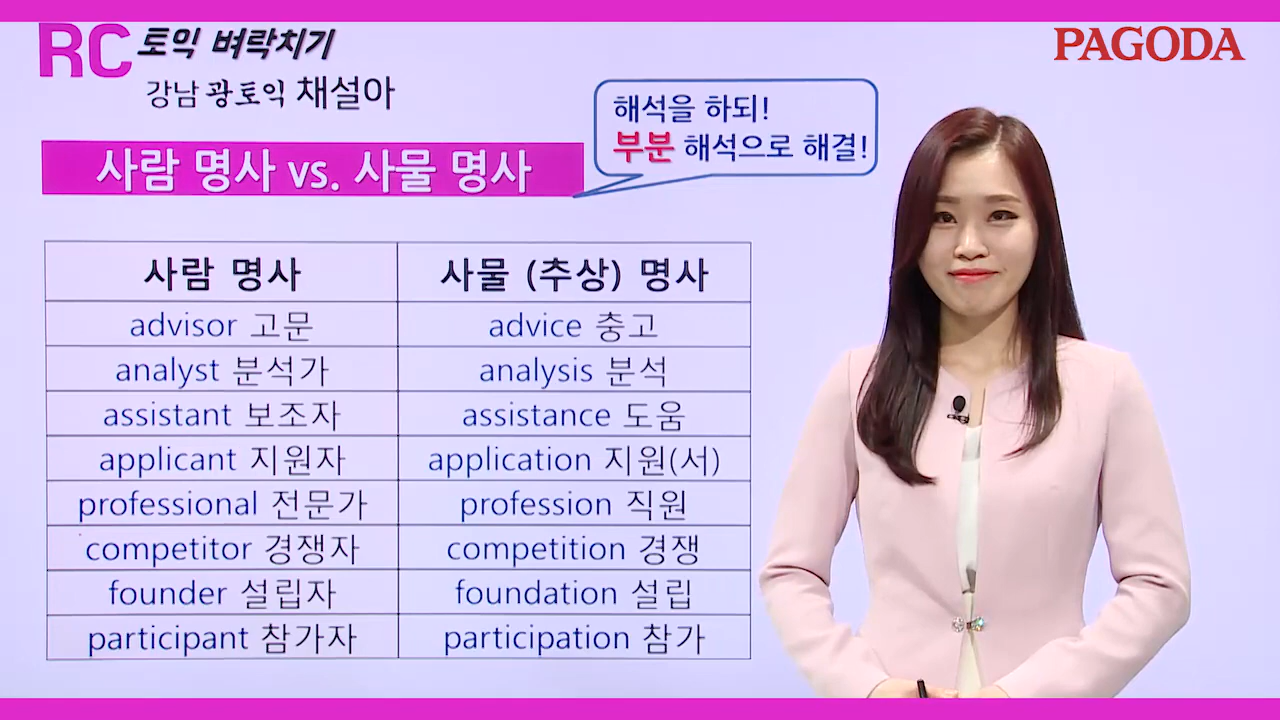 RC 토익 벼락치기
PAGODA
강남 광토익 채설아
해석을 하되!
부분 해석으로 해결!
사람 명사 vs. 사물 명사
사람 명사 사물 (추상) 명사
advisor 고문 advice 충고
analyst 분석가 analysis 분석
assistant 보조자 assistance 도움
applicant 지원자 application 지원(서)
professional 전문가 profession 직원
competitor 경쟁자 competition 경쟁
founder 설립자 foundation 설립
participant 참가자 participation 참가